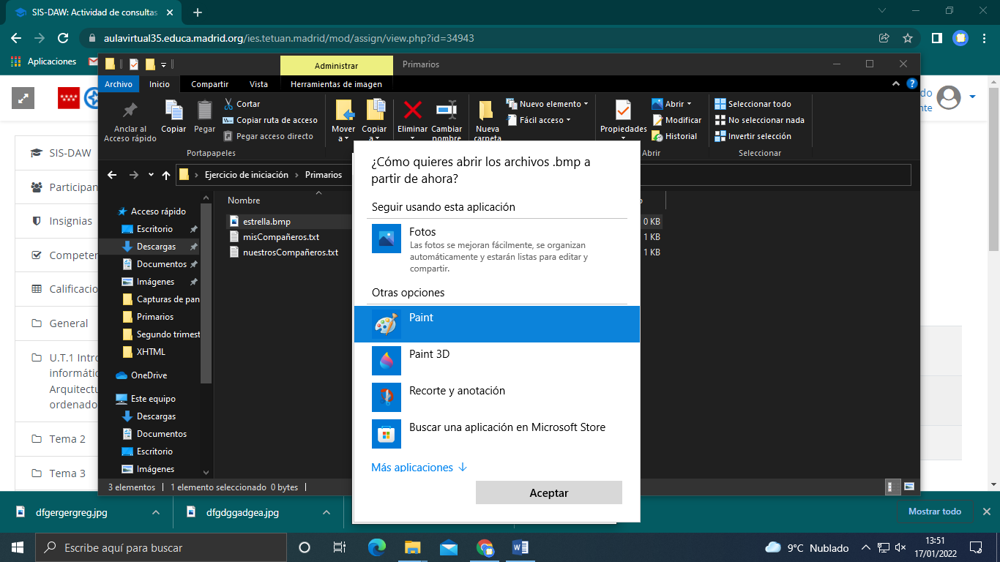 SIS-DAW: Actividad de consultas
aulavirtual35.educa.madrid.org/ies.tetuan.madrid/mod/assign/view.php?id=34943
Aplicaciones
Administrar
Primarios
Archivo
Inicio
Compartir
Vista
Herramientas de imagen
Anclar al
Acceso rápido
Copiar
Pegar
Cortar
Copiar ruta de acceso
Pegar acceso directo
Portapapeles
Mover
a
Copiar
a
Eliminar
Cambiar
nombre
Nueva
carpeta
Nuevo elemento
Fácil acceso
Propiedades
Abrir
Modificar
Historial
Abrir
Seleccionar todo
No seleccionar nada
Invertir selección
Seleccionar
Ejercicio de iniciación
Primarios
SIS-DAW
Participan
Insignias
Competen
Calificacio
General
U.T.1 Intro
informátic
Arquitectu
ordenado
Tema 2
Tema 3
Acceso rápido
Escritorio
Descargas
Documentos
Imágenes
Capturas de pan
Primarios
Segundo trimest
XHTML
OneDrive
Este equipo
Descargas
Documentos
Escritorio
Imágenes
Nombre
estrella.bmp
0 KB
misCompañeros.txt
1 KB
nuestrosCompañeros.txt
1 KB
¿Cómo quieres abrir los archivos .bmp a
partir de ahora?
Seguir usando esta aplicación
Fotos
Las fotos se mejoran fácilmente, se organizan
automáticamente y estarán listas para editar y
compartir.
Otras opciones
Paint
Paint 3D
Recorte y anotación
Buscar una aplicación en Microsoft Store
Más aplicaciones
Aceptar
3 elementos
1 elemento seleccionado 0 bytes
dfgergergreg.jpg
dfgdggadgea.jpg
Mostrar todo
Escribe aquí para buscar
9°C Nublado
13:51
17/01/2022